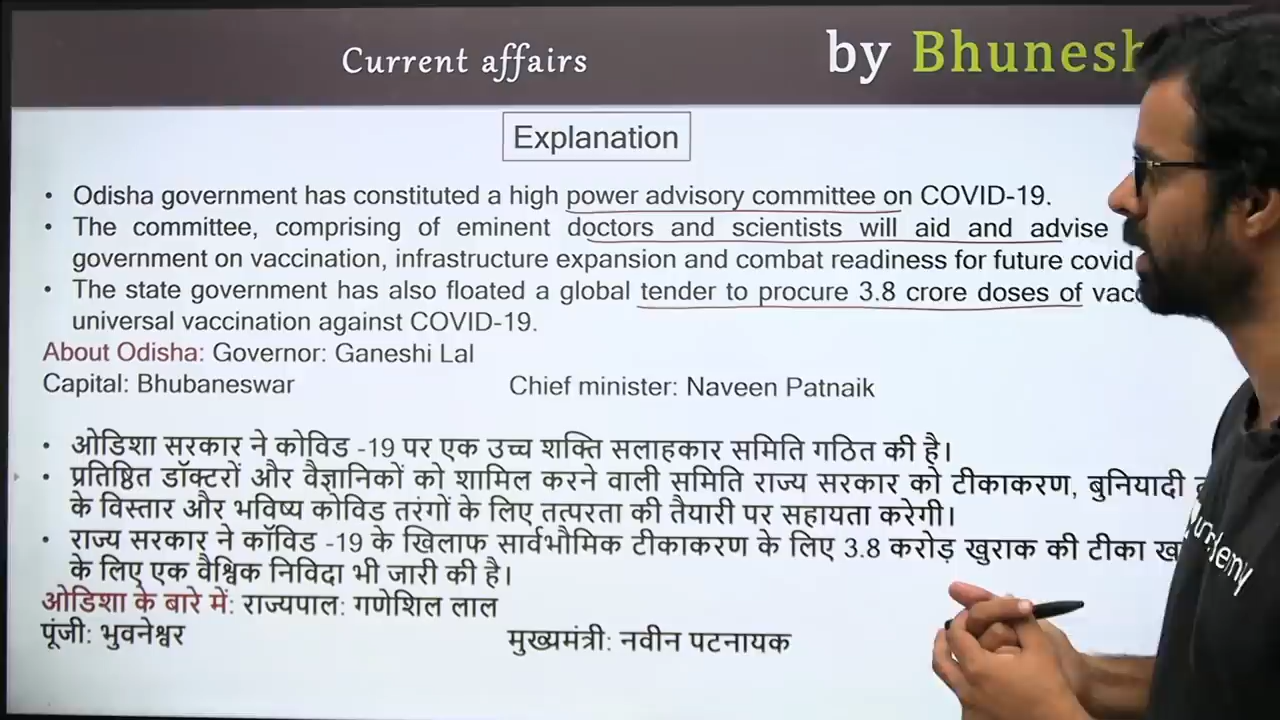 Current affairs
by Bhunesh
Explanation
• Odisha government has constituted a high power advisory committee on COVID-19.
• The committee, comprising of eminent doctors and scientists will aid and advise
government on vaccination, infrastructure expansion and combat readiness for future covid
• The state government has also floated a global tender to procure 3.8 crore doses of
universal vaccination against COVID-19.
About Odisha: Governor: Ganeshi Lal
Capital: Bhubaneswar Chief minister: Naveen Patnaik
• ओडिशा सरकार ने कोविड -19 पर एक उच्च शक्ति सलाहकार समिति गठित की है।
• प्रतिष्ठित डॉक्टरों और वैज्ञानिकों को शामिल करने वाली समिति राज्य सरकार को टीकाकरण, बुनियादी
के विस्तार और भविष्य कोविड तरंगों के लिए तत्परता की तैयारी पर सहायता करेगी।
• राज्य सरकार ने कॉविड -19 के खिलाफ सार्वभौमिक टीकाकरण के लिए 3.8 करोड़ खुराक की टीका
के लिए एक वैश्विक निविदा भी जारी की है।
ओडिशा के बारे में: राज्यपाल: गणेशिल लाल
पूंजी: भुवनेश्वर मुख्यमंत्री: नवीन पटनायक